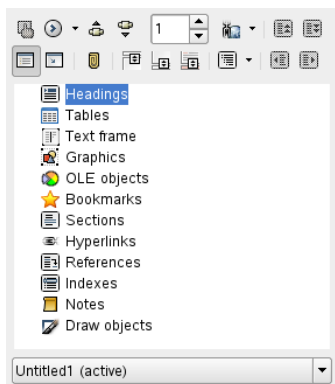 1
Headings
Tables
Text frame
Graphics
OLE objects
Bookmarks
Sections
Hyperlinks
References
Indexes
Notes
Draw objects
Untitled1 (active)